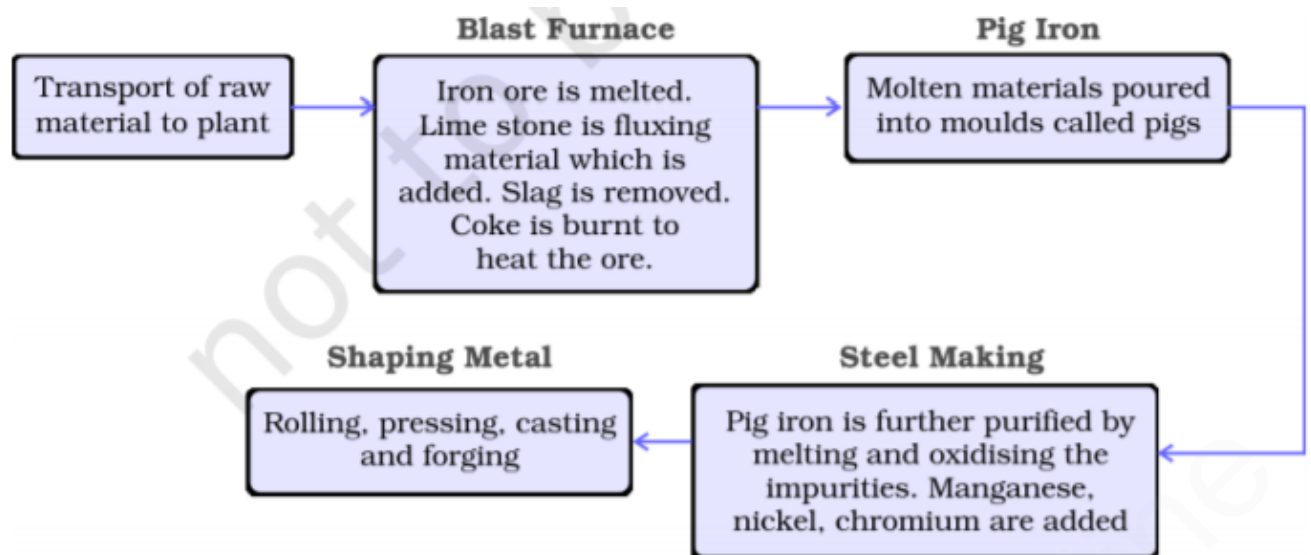 Blast Furnace
Pig Iron
Transport of raw
material to plant
Iron ore is melted.
Lime stone is fluxing
material which is
added. Slag is removed.
Coke is burnt to
heat the ore.
Molten materials poured
into moulds called pigs
Shaping Metal
Steel Making
Rolling, pressing, casting
and forging
Pig iron is further purified by
melting and oxidising the
impurities. Manganese,
nickel, chromium are added
not to b